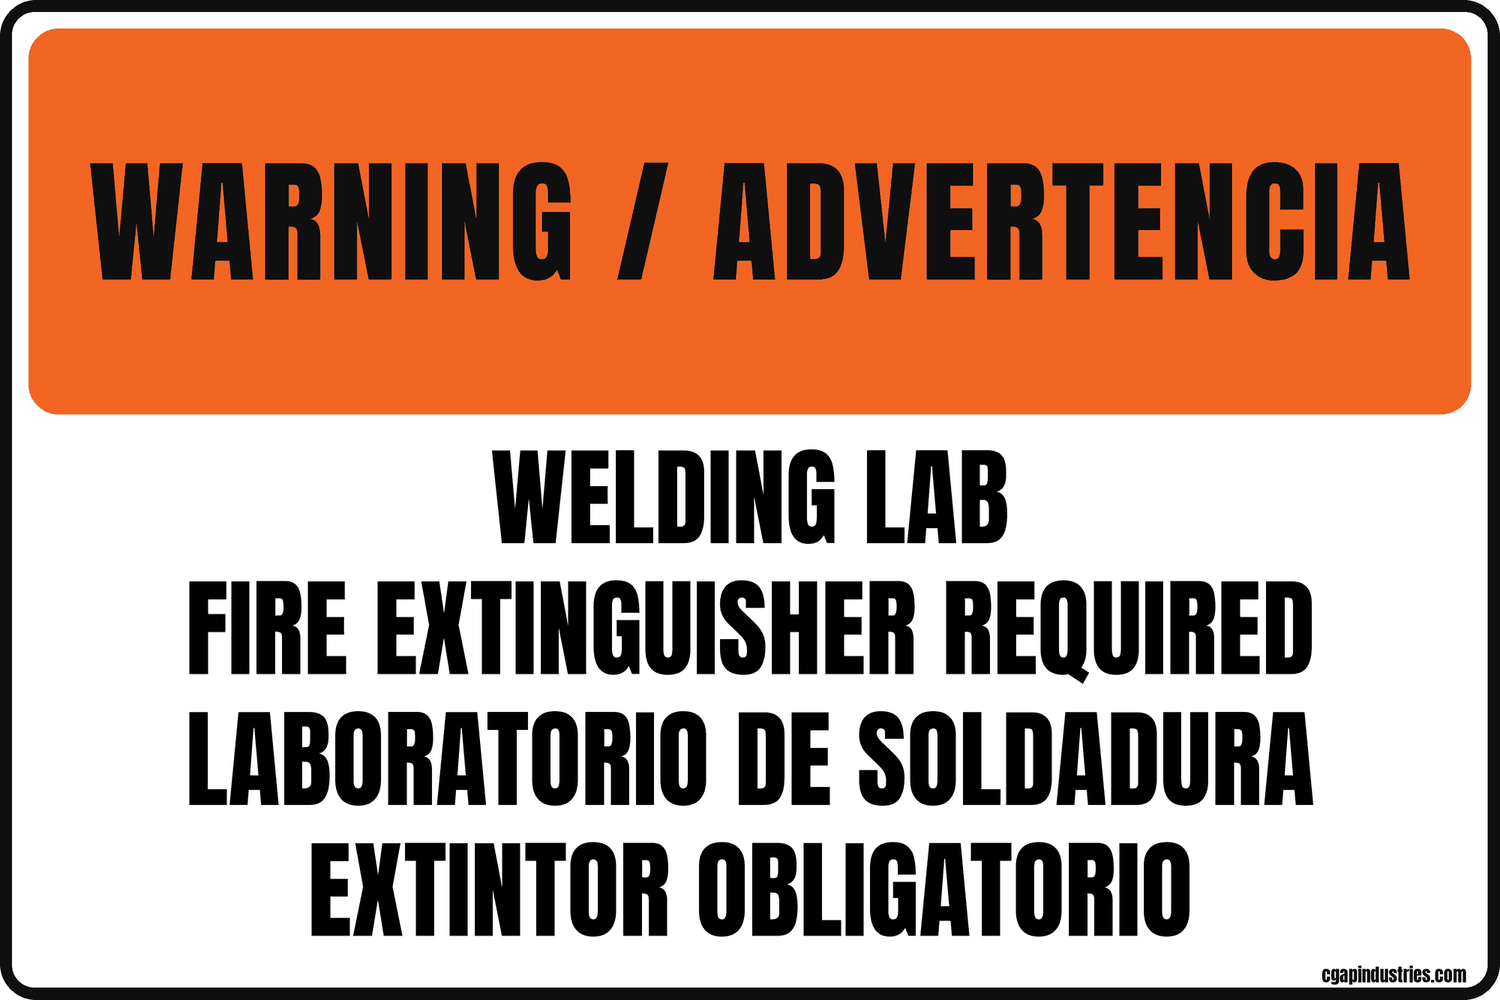 WARNING / ADVERTENCIA
WELDING LAB
FIRE EXTINGUISHER REQUIRED
LABORATORIO DE SOLDADURA
EXTINTOR OBLIGATORIO
cgapindustries.com